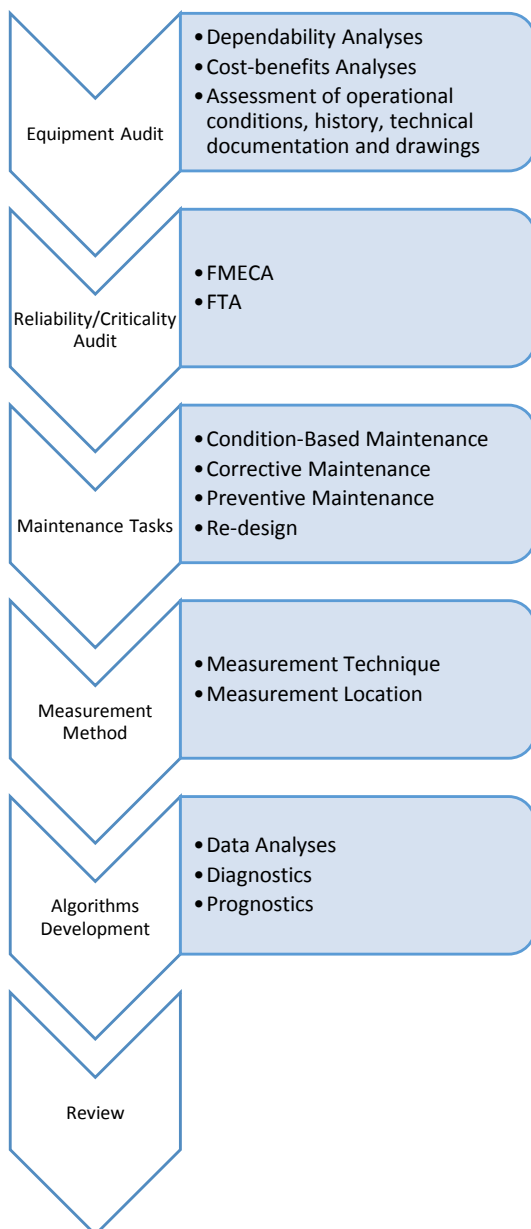 Equipment Audit
•Dependability Analyses
•Cost-benefits Analyses
•Assessment of operational
conditions, history, technical
documentation and drawings
Reliability/Criticality
Audit
•FMECA
•FTA
Maintenance Tasks
•Condition-Based Maintenance
•Corrective Maintenance
•Preventive Maintenance
•Re-design
Measurement
Method
•Measurement Technique
•Measurement Location
Algorithms
Development
•Data Analyses
•Diagnostics
•Prognostics
Review